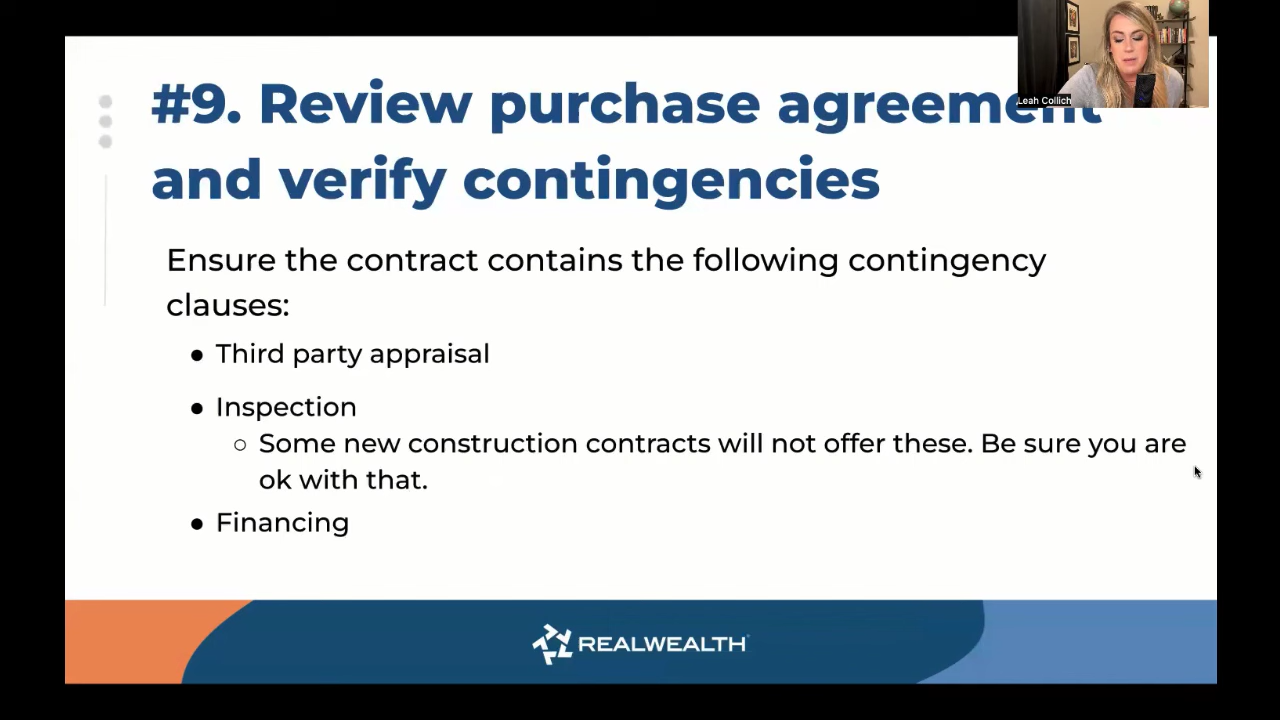 #9. Review purchase agreement
and verify contingencies
Leah Collich
Ensure the contract contains the following contingency
clauses:
● Third party appraisal
● Inspection
○ Some new construction contracts will not offer these. Be sure you are
ok with that.
● Financing
REALWEALTH